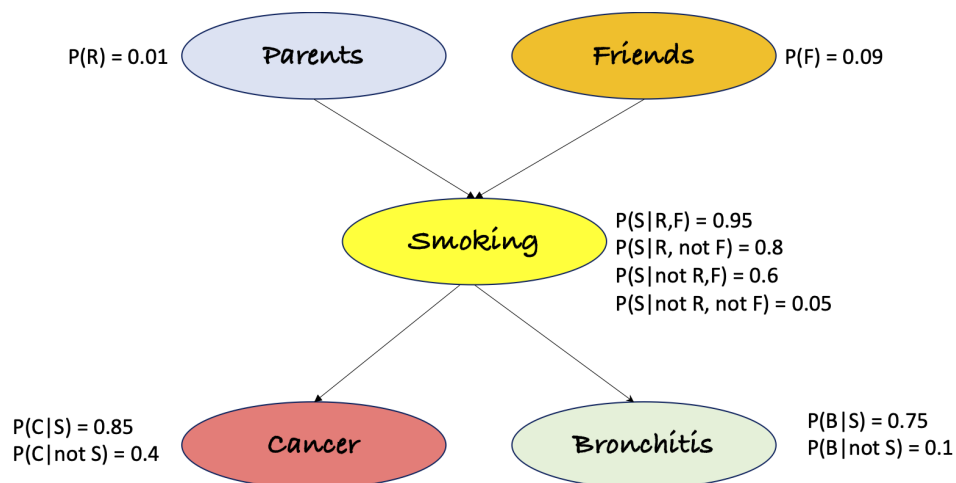 P(R) = 0.01
Parents
Friends
P(F) = 0.09
Smoking
P(S|R,F) = 0.95
P(S|R, not F) = 0.8
P(S|not R,F) = 0.6
P(S|not R, not F) = 0.05
P(C|S) = 0.85
P(C|not S) = 0.4
Cancer
Bronchitis
P(B|S) = 0.75
P(B|not S) = 0.1